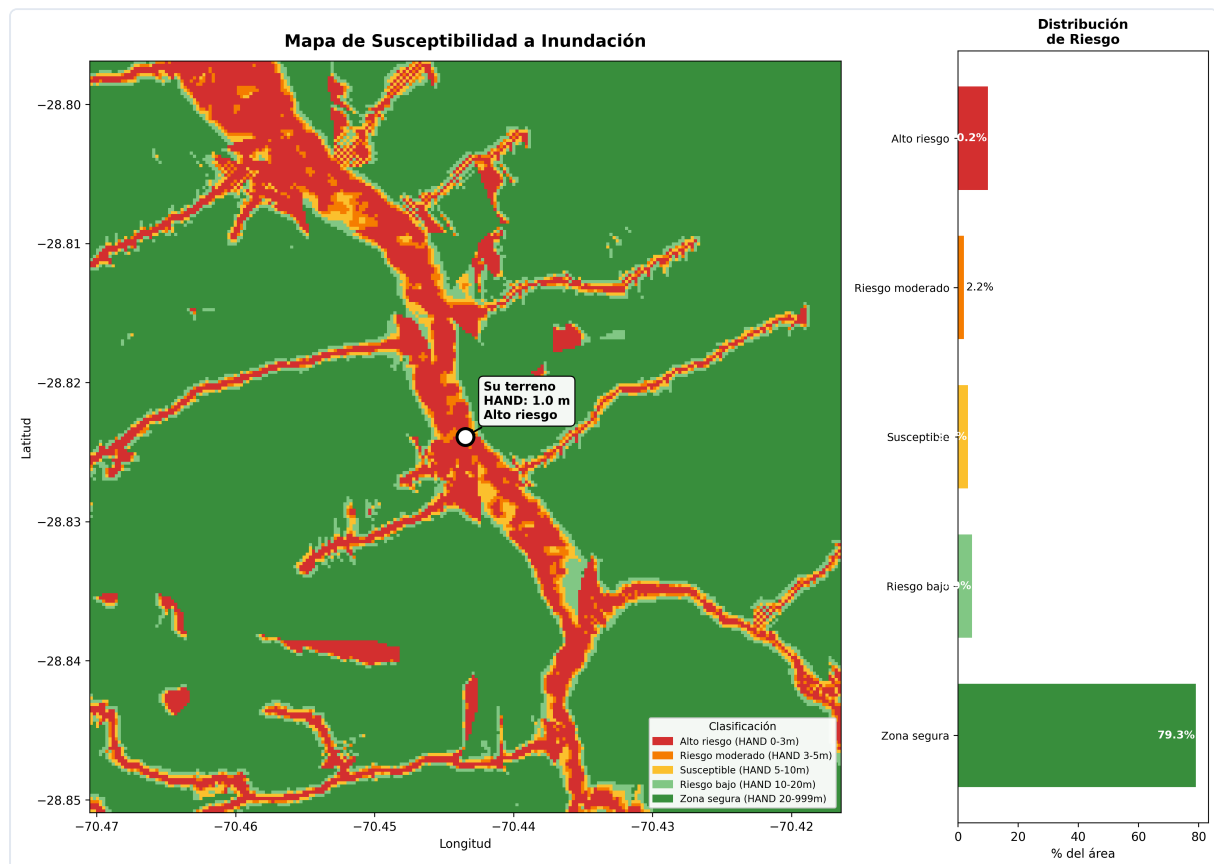 Mapa de Susceptibilidad a Inundación
−28.80
−28.81
−28.82
−28.83
−28.84
−28.85
Latitud
Su terreno
HAND: 1.0 m
Alto riesgo
Clasificación
Alto riesgo (HAND 0-3m)
Riesgo moderado (HAND 3-5m)
Susceptible (HAND 5-10m)
Riesgo bajo (HAND 10-20m)
Zona segura (HAND 20-999m)
−70.47
−70.46
−70.45
−70.44
−70.43
−70.42
Longitud
Distribución
de Riesgo
Alto riesgo
0.2%
Riesgo moderado
2.2%
Susceptible
%
Riesgo bajo
%
Zona segura
79.3%
0
20
40
60
80
% del área